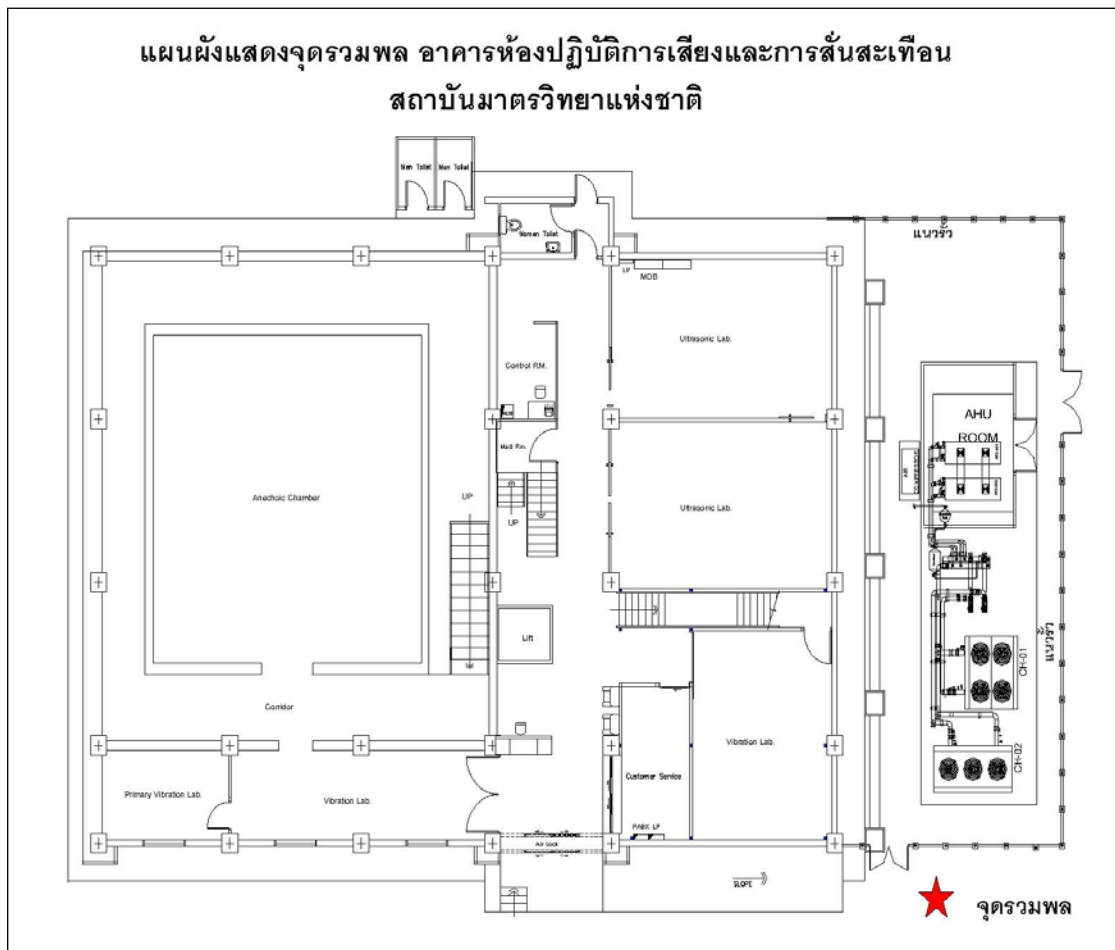 แผนผังแสดงจุดรวมพล อาคารห้องปฏิบัติการเสียงและการสั่นสะเทือน
สถาบันมาตรวิทยาแห่งชาติ
Men Toilet
Men Toilet
Women Toilet
แนวรั้ว
LP
MDB
Ultrasonic Lab.
Control RM.
AHU
ROOM
AIR
COMPRESSOR
UP
UP
Anechoic Chamber
Ultrasonic Lab.
Lift
แนวรั้ว
CH-01
Corridor
Vibration Lab.
CH-02
Customer Service
Primary Vibration Lab.
Vibration Lab.
PABX LP
Air Lock
SLOPE
จุดรวมพล